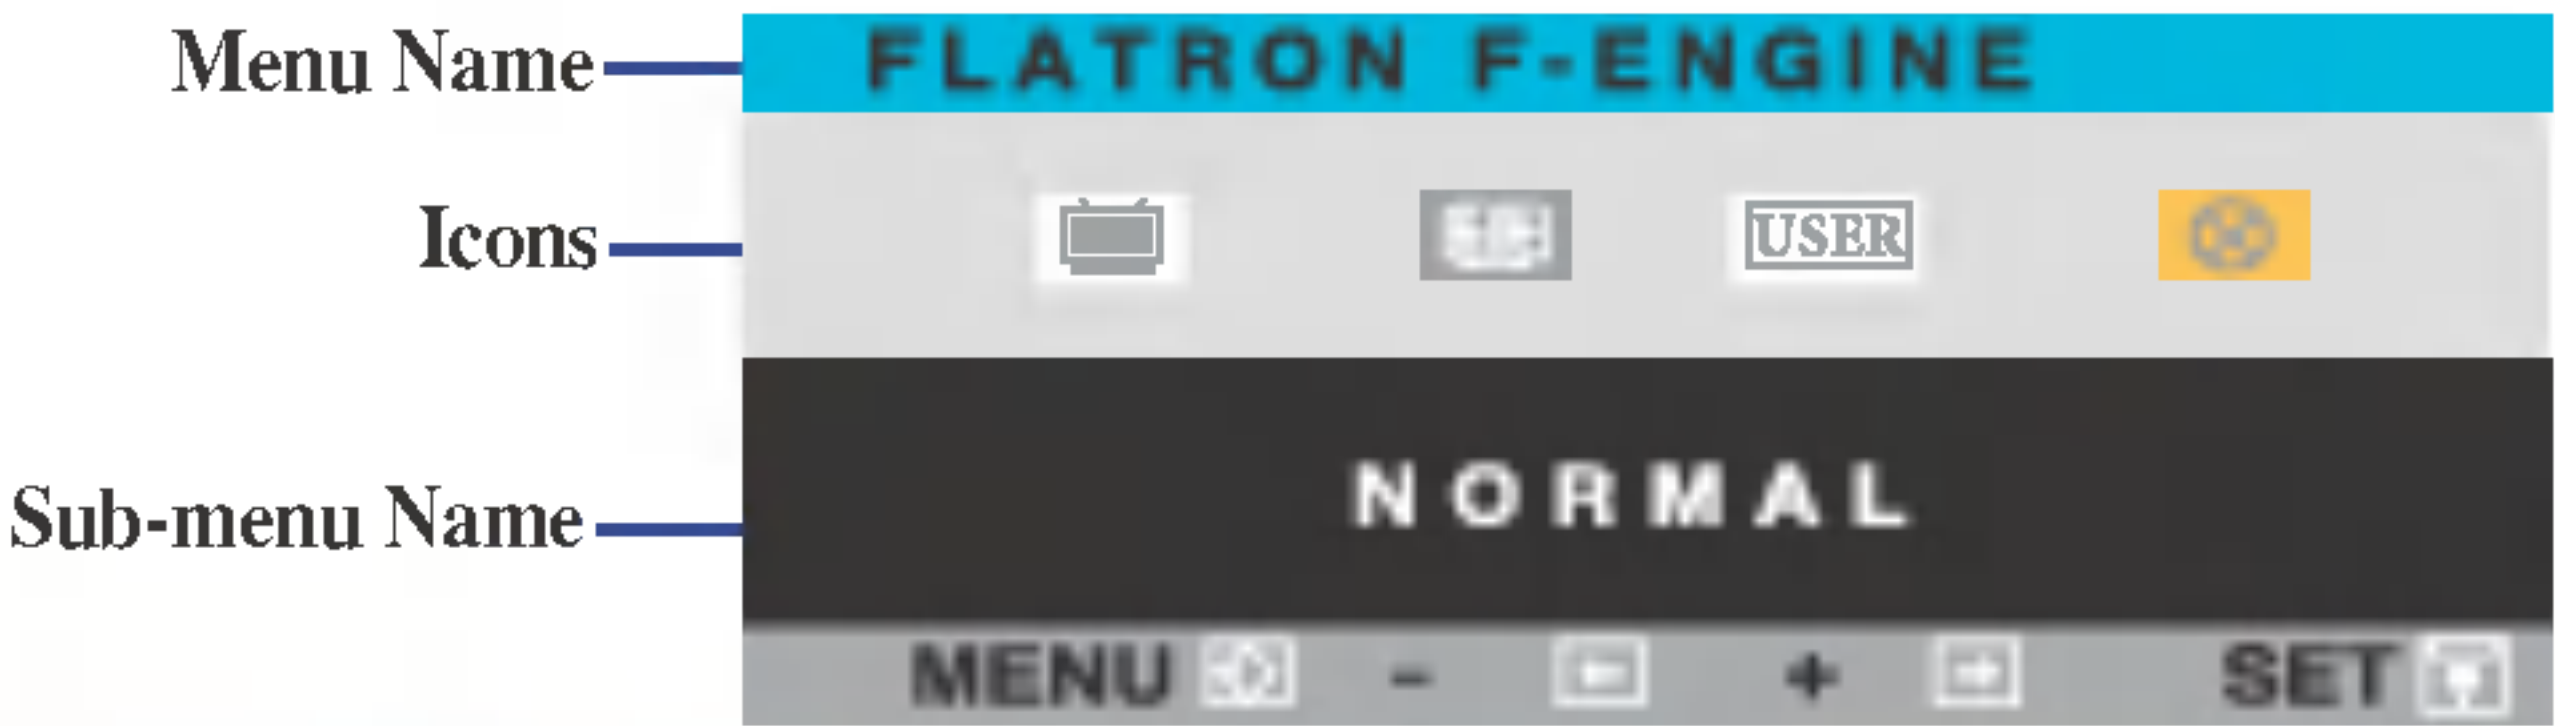 Menu Name
FLATRON F-ENGINE
Icons
USER
Sub-menu Name
NORMAL
MENU - + SET